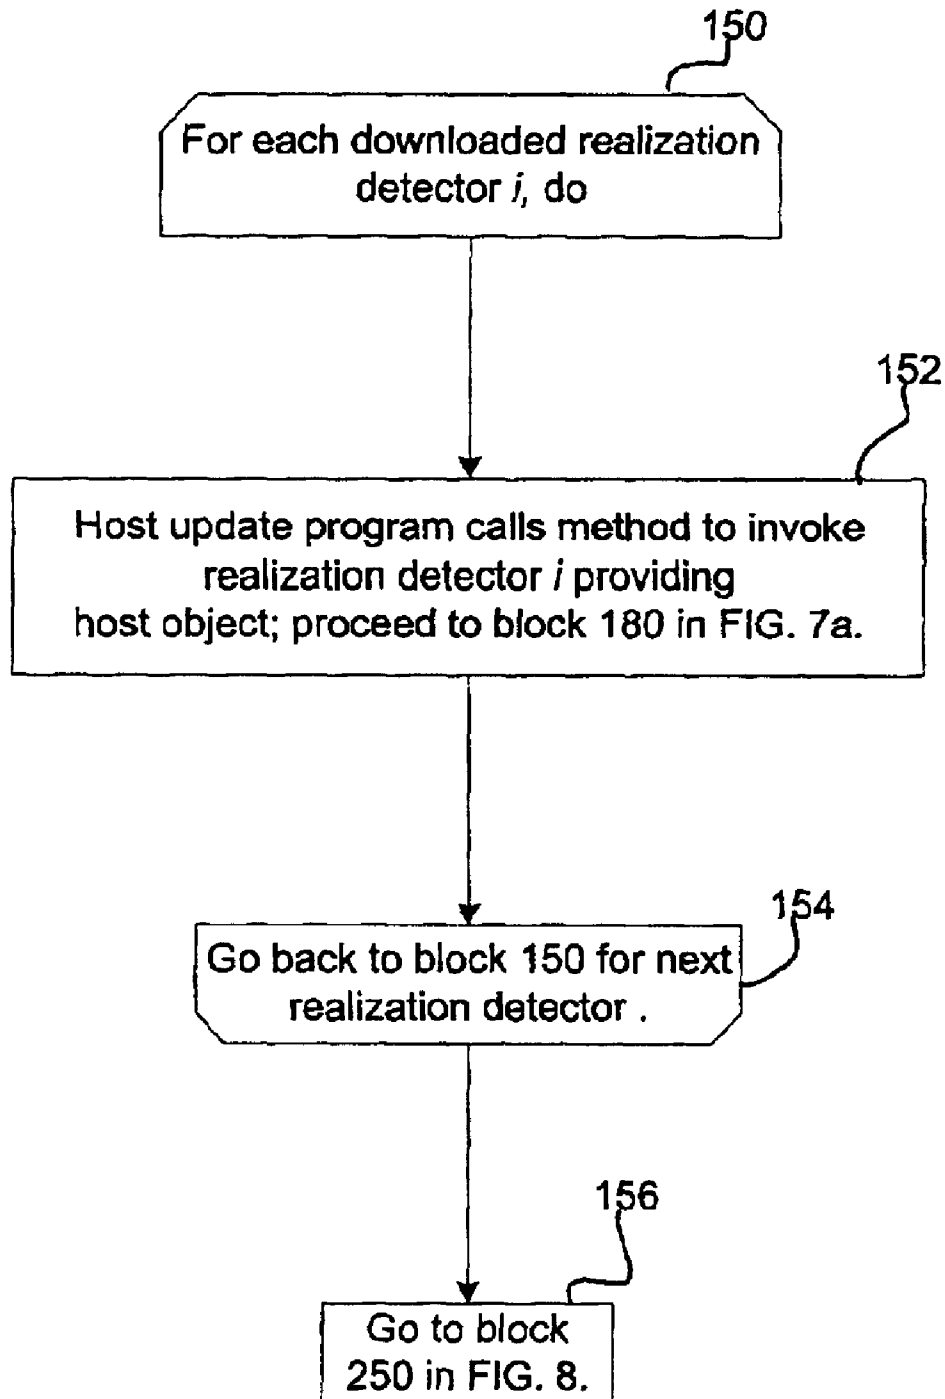 150
For each downloaded realization
detector i, do
152
Host update program calls method to invoke
realization detector i providing
host object; proceed to block 180 in FIG. 7a.
154
Go back to block 150 for next
realization detector .
156
Go to block
250 in FIG. 8.